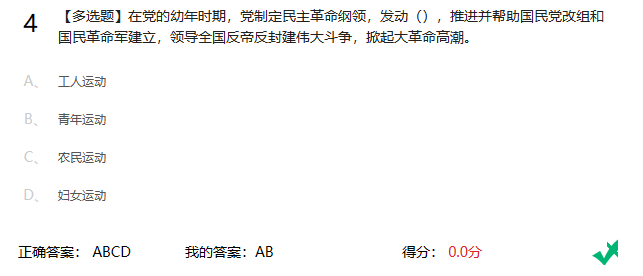 4 【多选题】在党的幼年时期，党制定民主革命纲领，发动（），推进并帮助国民党改组和
国民革命军建立，领导全国反帝反封建伟大斗争，掀起大革命高潮。
A、 工人运动
B、 青年运动
C、 农民运动
D、 妇女运动
正确答案： ABCD 我的答案：AB 得分： 0.0分